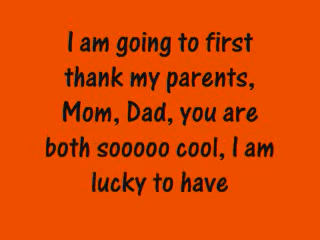 I am going to first
thank my parents,
Mom, Dad, you are
both sooooo cool, I am
lucky to have